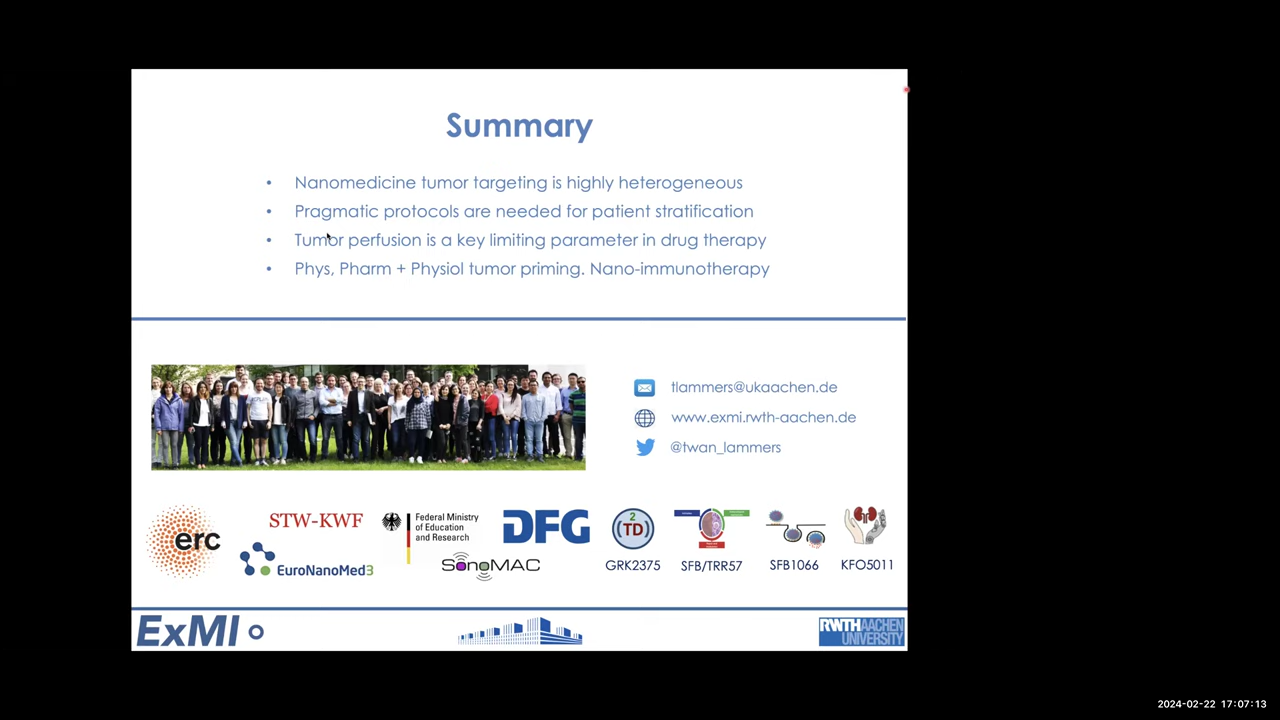 Summary
• Nanomedicine tumor targeting is highly heterogeneous
• Pragmatic protocols are needed for patient stratification
• Tumor perfusion is a key limiting parameter in drug therapy
• Phys, Pharm + Physiol tumor priming. Nano-immunotherapy
tlammers@ukaachen.de
www.exmi.rwth-aachen.de
@twan_lammers
erc
STW-KWF
EuroNanoMed3
Federal Ministry
of Education
and Research
SonoMAC
DFG
2
(TD)
GRK2375
SFB/TRR57
SFB1066
KFO5011
ExMI
RWTHAACHEN
UNIVERSITY
2024-02-22 17:07:13